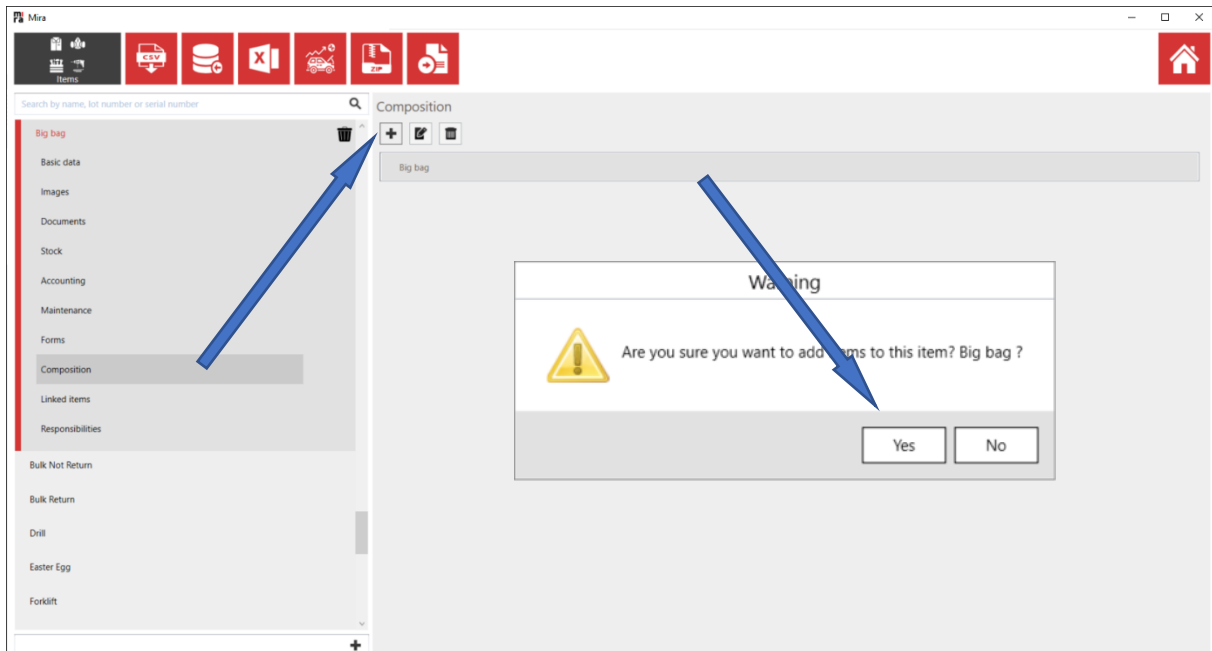 mira Mira
Items
CSV
X
ZIP
Search by name, lot number or serial number
Big bag
Basic data
Images
Documents
Stock
Accounting
Maintenance
Forms
Composition
Linked items
Responsibilities
Bulk Not Return
Bulk Return
Drill
Easter Egg
Forklift
Composition
Big bag
Warning
Are you sure you want to add items to this item? Big bag ?
Yes
No